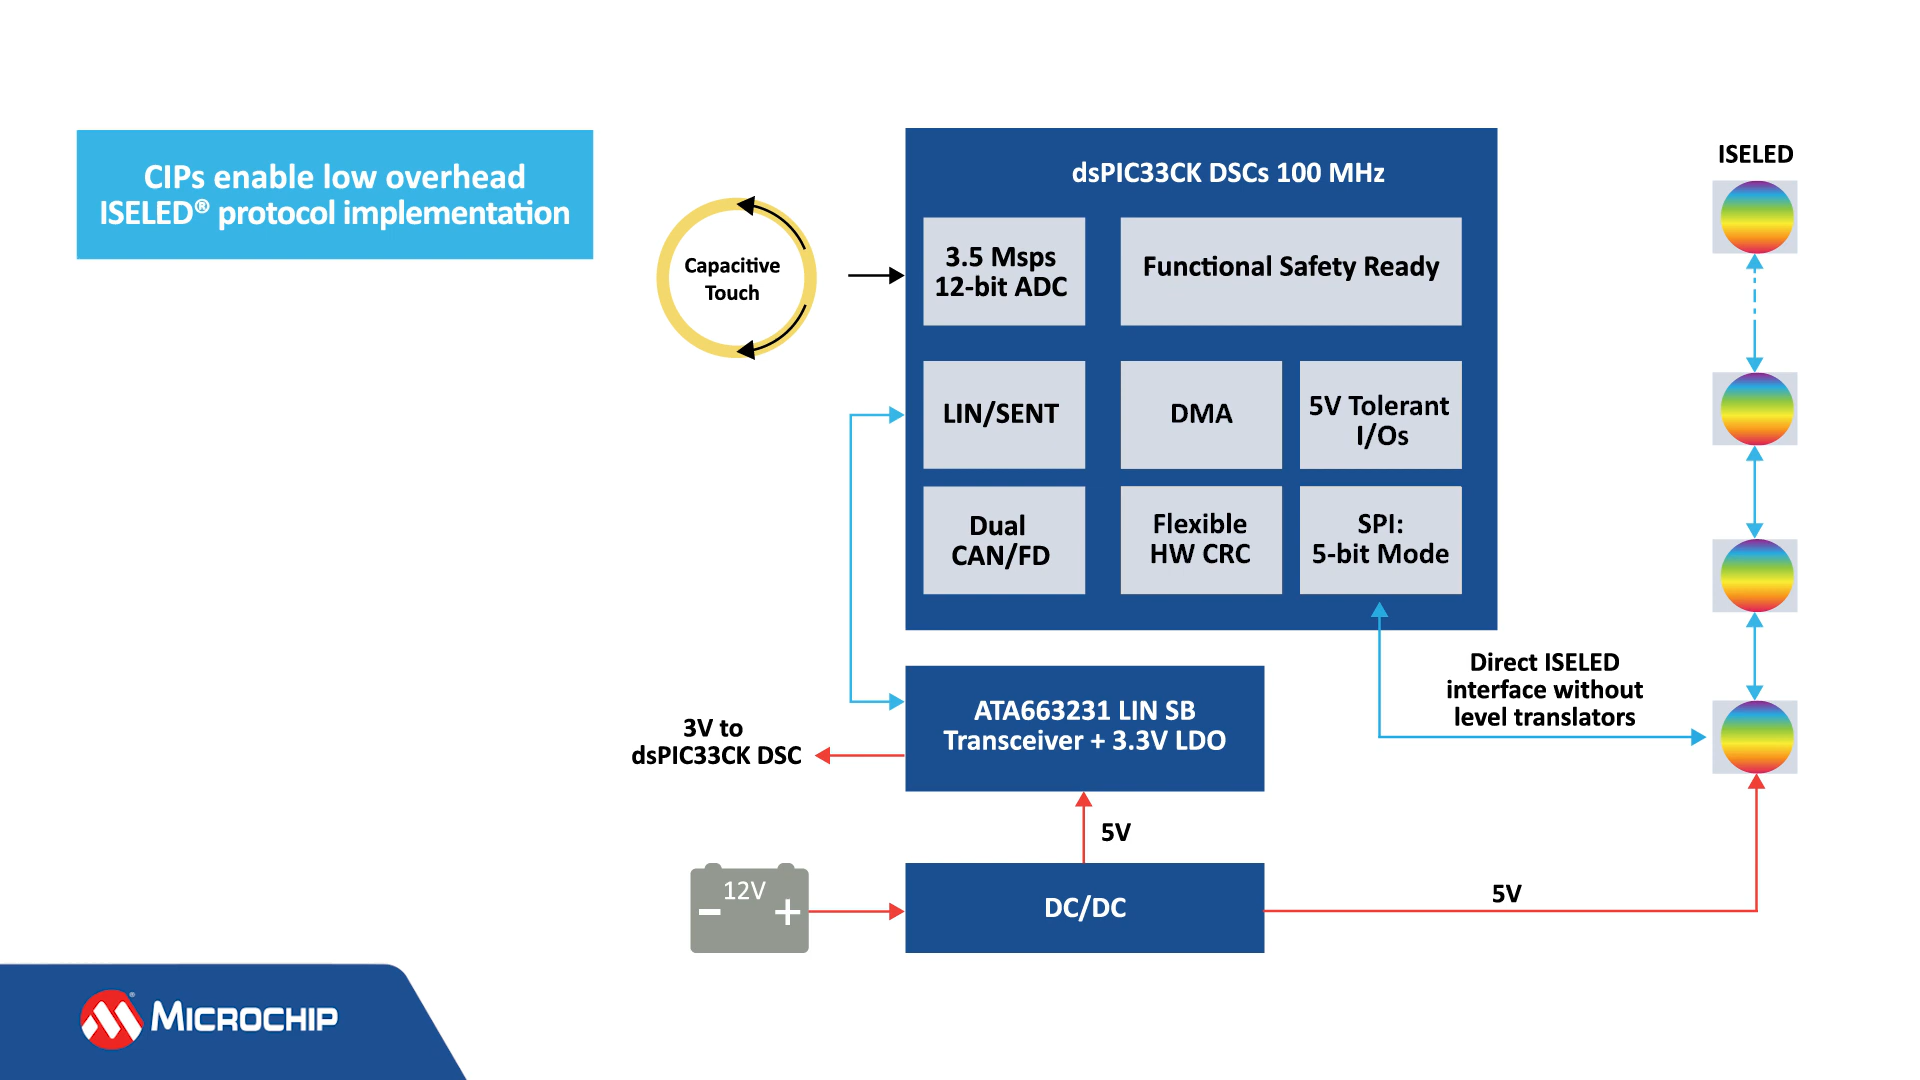 CIPs enable low overhead
ISELED® protocol implementation
Capacitive
Touch
dsPIC33CK DSCs 100 MHz
3.5 Msps
12-bit ADC
Functional Safety Ready
LIN/SENT
DMA
5V Tolerant
I/Os
Dual
CAN/FD
Flexible
HW CRC
SPI:
5-bit Mode
ISELED
Direct ISELED
interface without
level translators
ATA663231 LIN SB
Transceiver + 3.3V LDO
3V to
dsPIC33CK DSC
5V
12V
− +
DC/DC
5V
MICROCHIP®